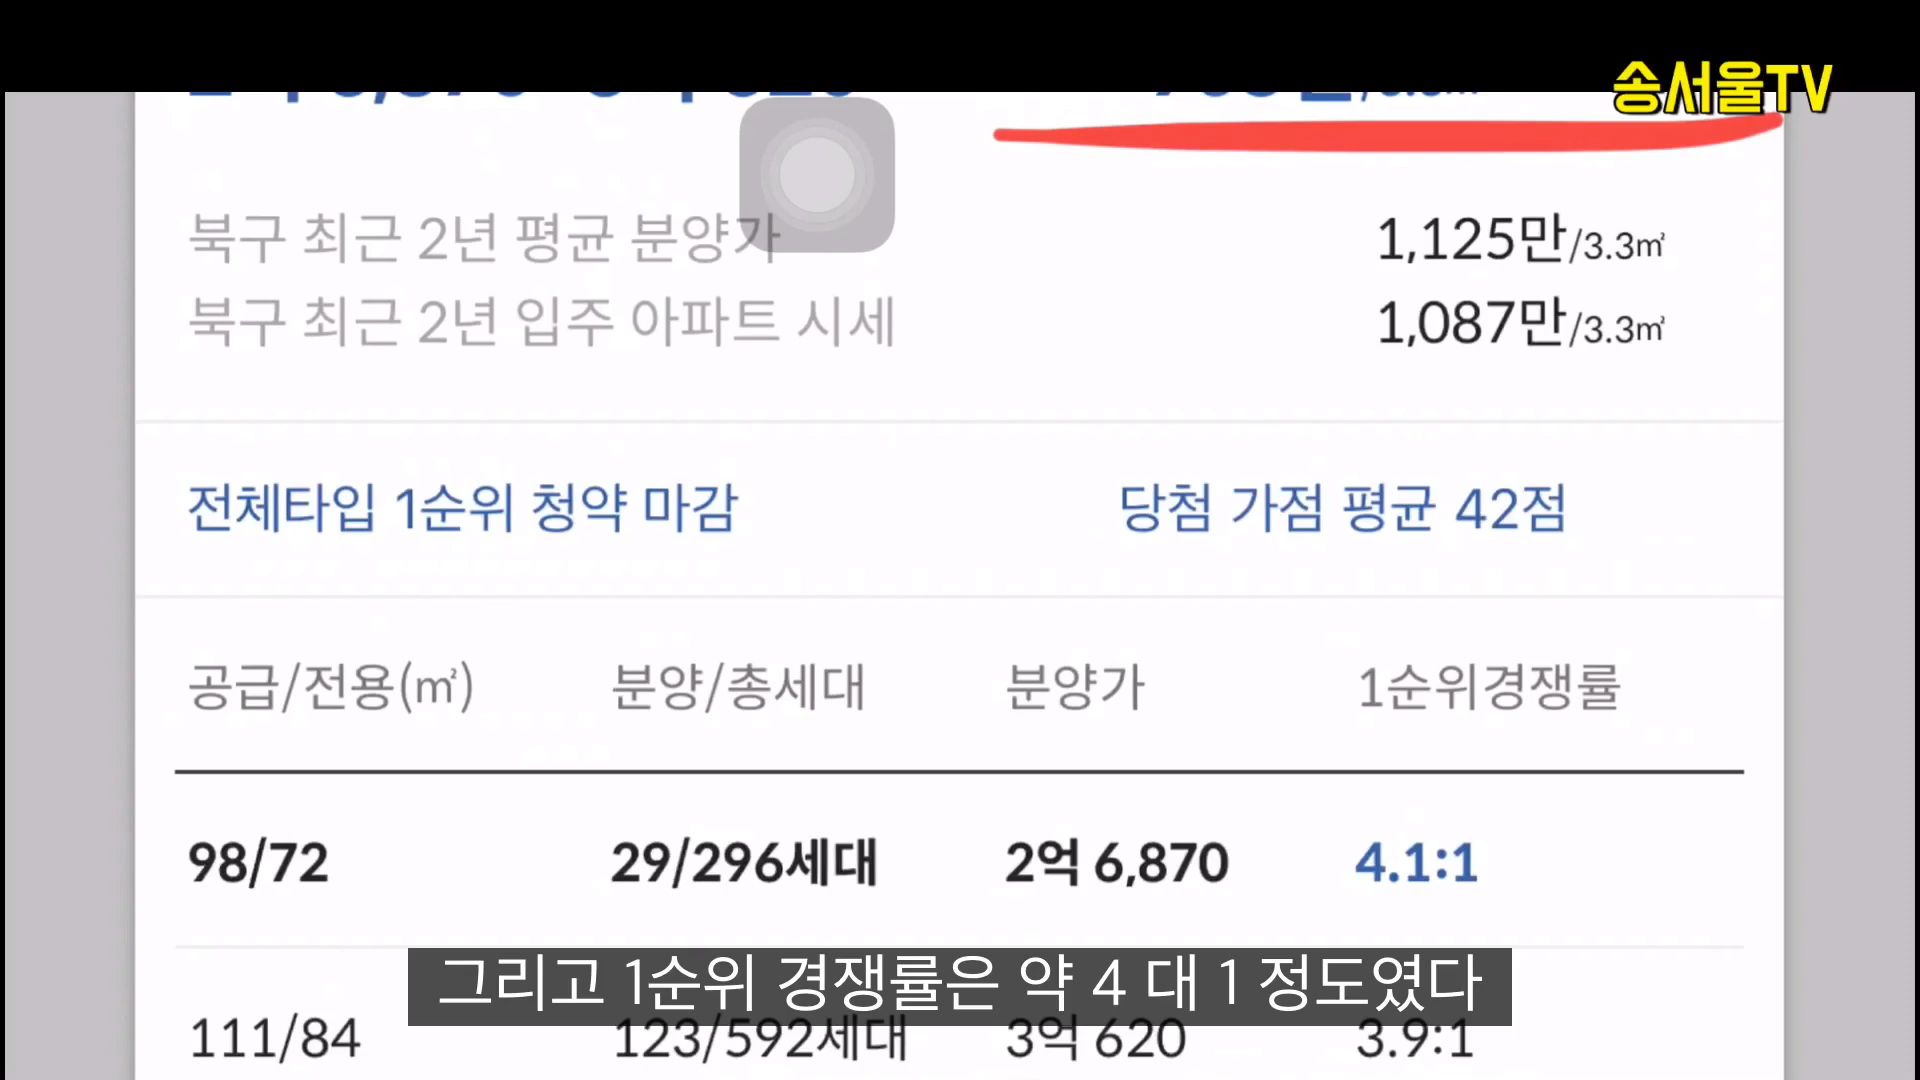 송서울TV
북구 최근 2년 평균 분양가 1,125만/3.3㎡
북구 최근 2년 입주 아파트 시세 1,087만/3.3㎡
전체타입 1순위 청약 마감 당첨 가점 평균 42점
공급/전용(㎡) 분양/총세대 분양가 1순위경쟁률
98/72 29/296세대 2억 6,870 4.1:1
그리고 1순위 경쟁률은 약 4 대 1 정도였다
111/84 123/592세대 3억 620 3.9:1